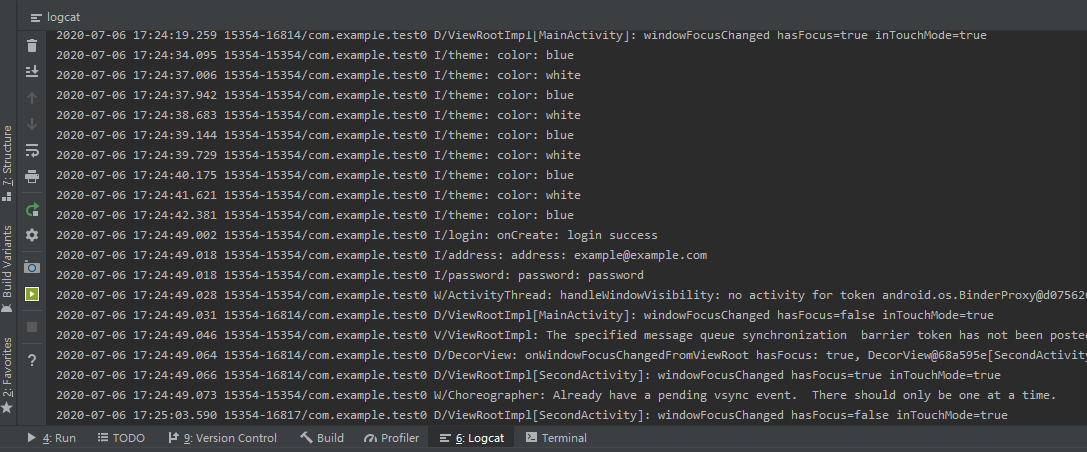 logcat
2020-07-06 17:24:19.259 15354-16814/com.example.test0 D/ViewRootImpl[MainActivity]: windowFocusChanged hasFocus=true inTouchMode=true
2020-07-06 17:24:34.095 15354-15354/com.example.test0 I/theme: color: blue
2020-07-06 17:24:37.006 15354-15354/com.example.test0 I/theme: color: white
2020-07-06 17:24:37.942 15354-15354/com.example.test0 I/theme: color: blue
2020-07-06 17:24:38.683 15354-15354/com.example.test0 I/theme: color: white
2020-07-06 17:24:39.144 15354-15354/com.example.test0 I/theme: color: blue
2020-07-06 17:24:39.729 15354-15354/com.example.test0 I/theme: color: white
2020-07-06 17:24:40.175 15354-15354/com.example.test0 I/theme: color: blue
2020-07-06 17:24:41.621 15354-15354/com.example.test0 I/theme: color: white
2020-07-06 17:24:42.381 15354-15354/com.example.test0 I/theme: color: blue
2020-07-06 17:24:49.002 15354-15354/com.example.test0 I/login: onCreate: login success
2020-07-06 17:24:49.018 15354-15354/com.example.test0 I/address: address: example@example.com
2020-07-06 17:24:49.018 15354-15354/com.example.test0 I/password: password: password
2020-07-06 17:24:49.028 15354-15354/com.example.test0 W/ActivityThread: handleWindowVisibility: no activity for token android.os.BinderProxy@d07562
2020-07-06 17:24:49.031 15354-16814/com.example.test0 D/ViewRootImpl[MainActivity]: windowFocusChanged hasFocus=false inTouchMode=true
2020-07-06 17:24:49.046 15354-15354/com.example.test0 V/ViewRootImpl: The specified message queue synchronization  barrier token has not been poste
2020-07-06 17:24:49.064 15354-16814/com.example.test0 D/DecorView: onWindowFocusChangedFromViewRoot hasFocus: true, DecorView@68a595e[SecondActivity
2020-07-06 17:24:49.066 15354-16814/com.example.test0 D/ViewRootImpl[SecondActivity]: windowFocusChanged hasFocus=true inTouchMode=true
2020-07-06 17:24:49.073 15354-15354/com.example.test0 W/Choreographer: Already have a pending vsync event.  There should only be one at a time.
2020-07-06 17:25:03.590 15354-16817/com.example.test0 D/ViewRootImpl[SecondActivity]: windowFocusChanged hasFocus=false inTouchMode=true
7: Structure
Build Variants
2: Favorites
4: Run TODO 9: Version Control Build Profiler 6: Logcat Terminal